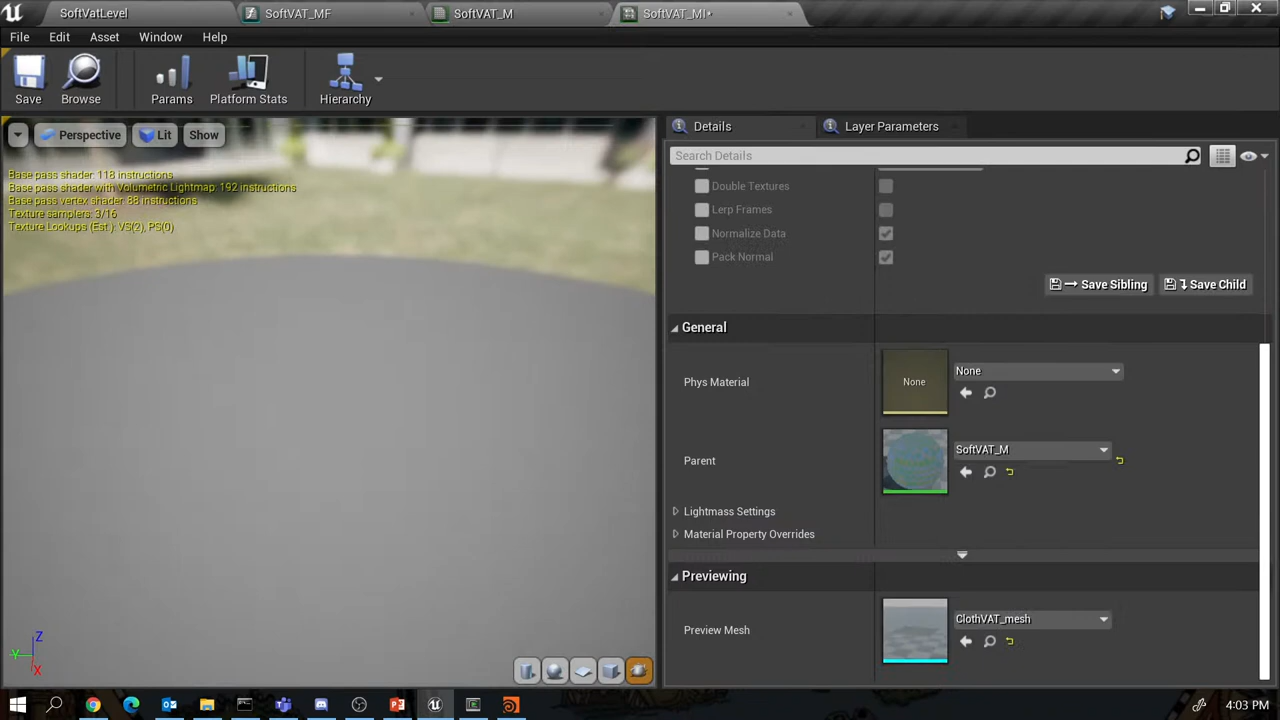 SoftVATLevel
SoftVAT_MF
SoftVAT_M
SoftVAT_MI•
File
Edit
Asset
Window
Help
Save
Browse
Params
Platform Stats
Hierarchy
Perspective
Lit
Show
Base pass shader: 118 instructions
Base pass shader with Volumetric Lightmap: 192 instructions
Base pass vertex shader: 88 instructions
Texture samplers: 3/16
Texture Lookups (Est.): VS(2), PS(0)
Z
Y
X
Details
Layer Parameters
Search Details
Double Textures
Lerp Frames
Normalize Data
Pack Normal
Save Sibling
Save Child
General
Phys Material
None
None
Parent
SoftVAT_M
Lightmass Settings
Material Property Overrides
Previewing
Preview Mesh
ClothVAT_mesh
4:03 PM